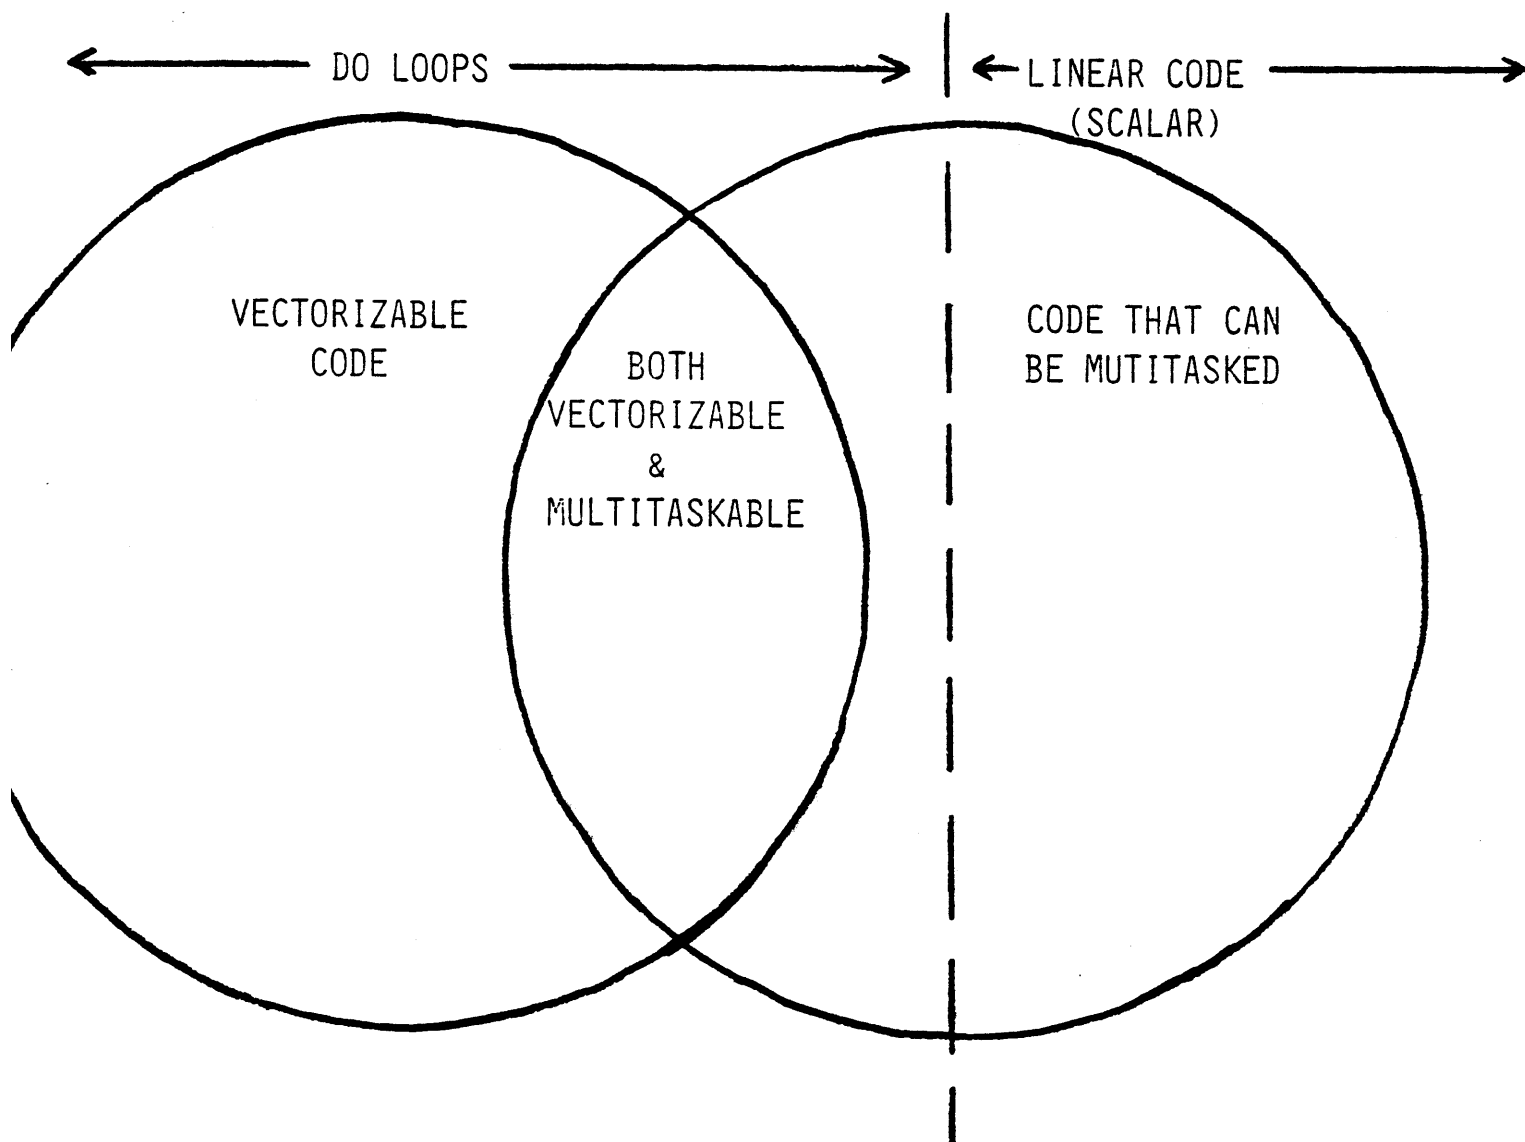 DO LOOPS
LINEAR CODE
(SCALAR)
VECTORIZABLE
CODE
BOTH
VECTORIZABLE
&
MULTITASKABLE
CODE THAT CAN
BE MUTITASKED